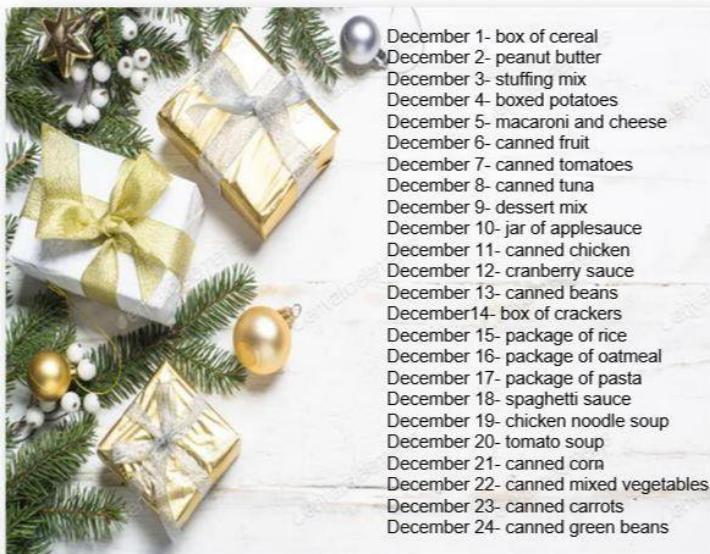 December 1- box of cereal
December 2- peanut butter
December 3- stuffing mix
December 4- boxed potatoes
December 5- macaroni and cheese
December 6- canned fruit
December 7- canned tomatoes
December 8- canned tuna
December 9- dessert mix
December 10- jar of applesauce
December 11- canned chicken
December 12- cranberry sauce
December 13- canned beans
December14- box of crackers
December 15- package of rice
December 16- package of oatmeal
December 17- package of pasta
December 18- spaghetti sauce
December 19- chicken noodle soup
December 20- tomato soup
December 21- canned corn
December 22- canned mixed vegetables
December 23- canned carrots
December 24- canned green beans